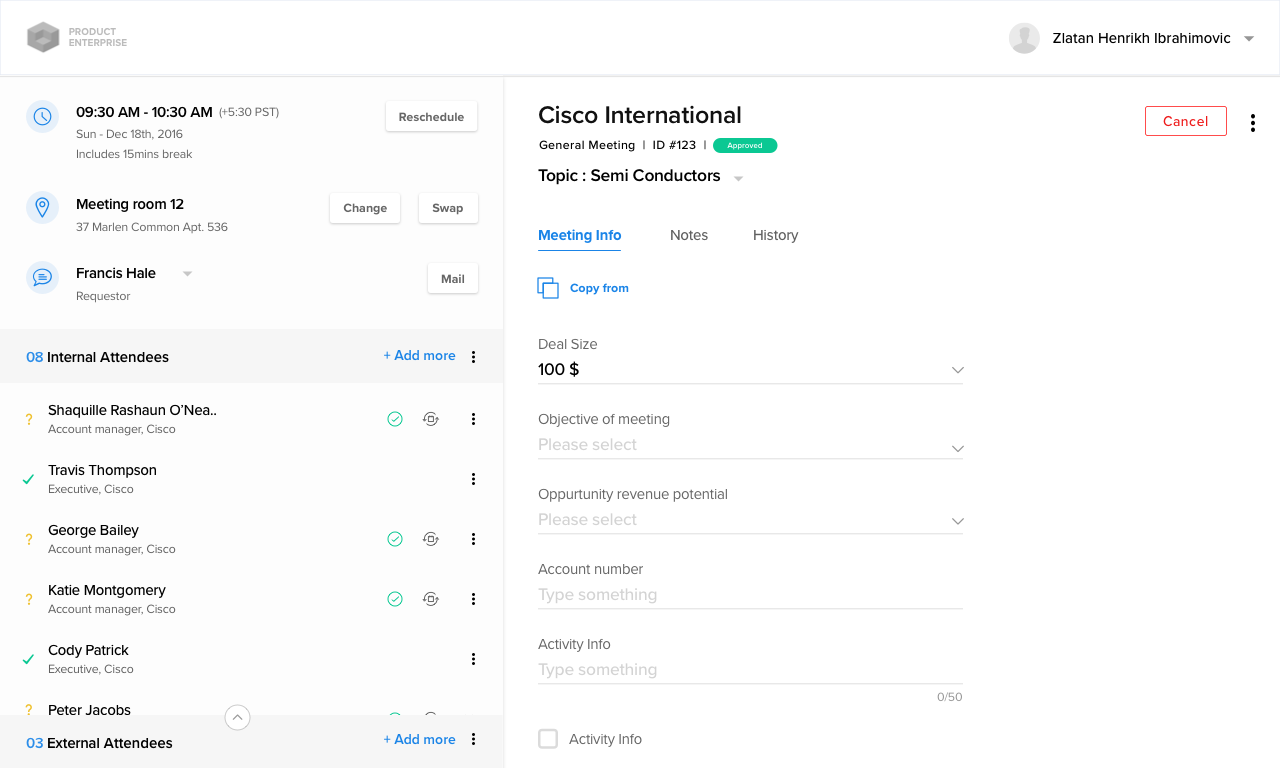 PRODUCT
ENTERPRISE
Zlatan Henrikh Ibrahimovic
09:30 AM - 10:30 AM (+5:30 PST)
Reschedule
Sun - Dec 18th, 2016
Includes 15mins break
Meeting room 12
Change
Swap
37 Marlen Common Apt. 536
Francis Hale
Mail
Requestor
08 Internal Attendees
+ Add more
? Shaquille Rashaun O'Nea..
Account manager, Cisco
Travis Thompson
Executive, Cisco
? George Bailey
Account manager, Cisco
? Katie Montgomery
Account manager, Cisco
Cody Patrick
Executive, Cisco
? Peter Jacobs
03 External Attendees
+ Add more
Cisco International
Cancel
General Meeting | ID #123 | Approved
Topic : Semi Conductors
Meeting Info
Notes
History
Copy from
Deal Size
100 $
Objective of meeting
Please select
Oppurtunity revenue potential
Please select
Account number
Type something
Activity Info
Type something
0/50
Activity Info